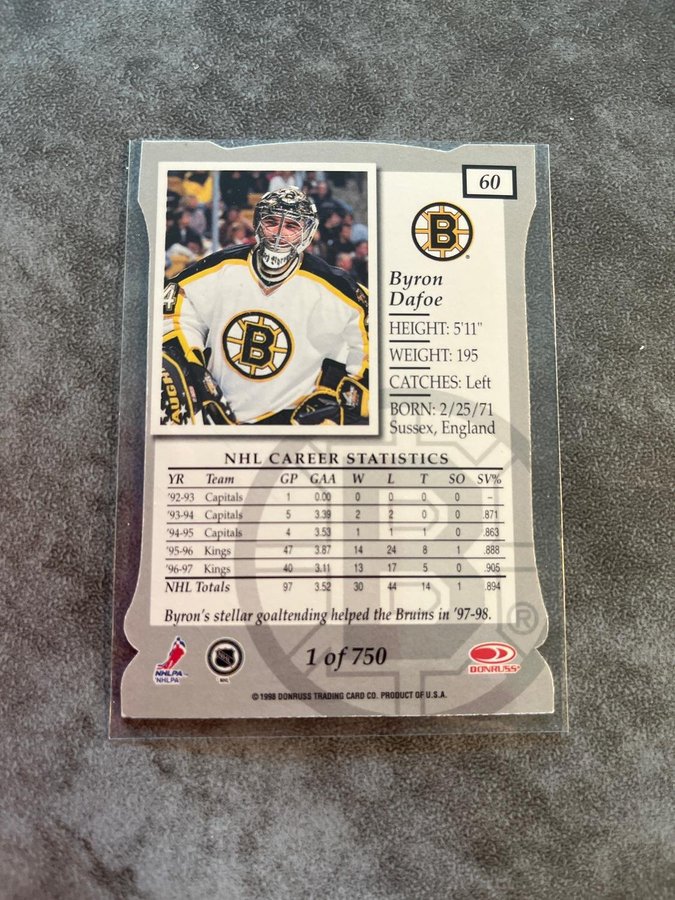 60
B
Byron
Dafoe
HEIGHT: 5'11"
WEIGHT: 195
CATCHES: Left
BORN: 2/25/71
Sussex, England
B
VAUGH
NHL CAREER STATISTICS
YR Team GP GAA W L T SO SV%
'92-93 Capitals 1 0.00 0 0 0 0 –
'93-94 Capitals 5 3.39 2 2 0 0 .871
'94-95 Capitals 4 3.53 1 1 1 0 .863
'95-96 Kings 47 3.87 14 24 8 1 .888
'96-97 Kings 40 3.11 13 17 5 0 .905
NHL Totals 97 3.52 30 44 14 1 .894
Byron's stellar goaltending helped the Bruins in '97-98.
®
NHLPA™
'NHLPA'
NHL
NHL
1 of 750
DONRUSS
© 1998 DONRUSS TRADING CARD CO. PRODUCT OF U.S.A.